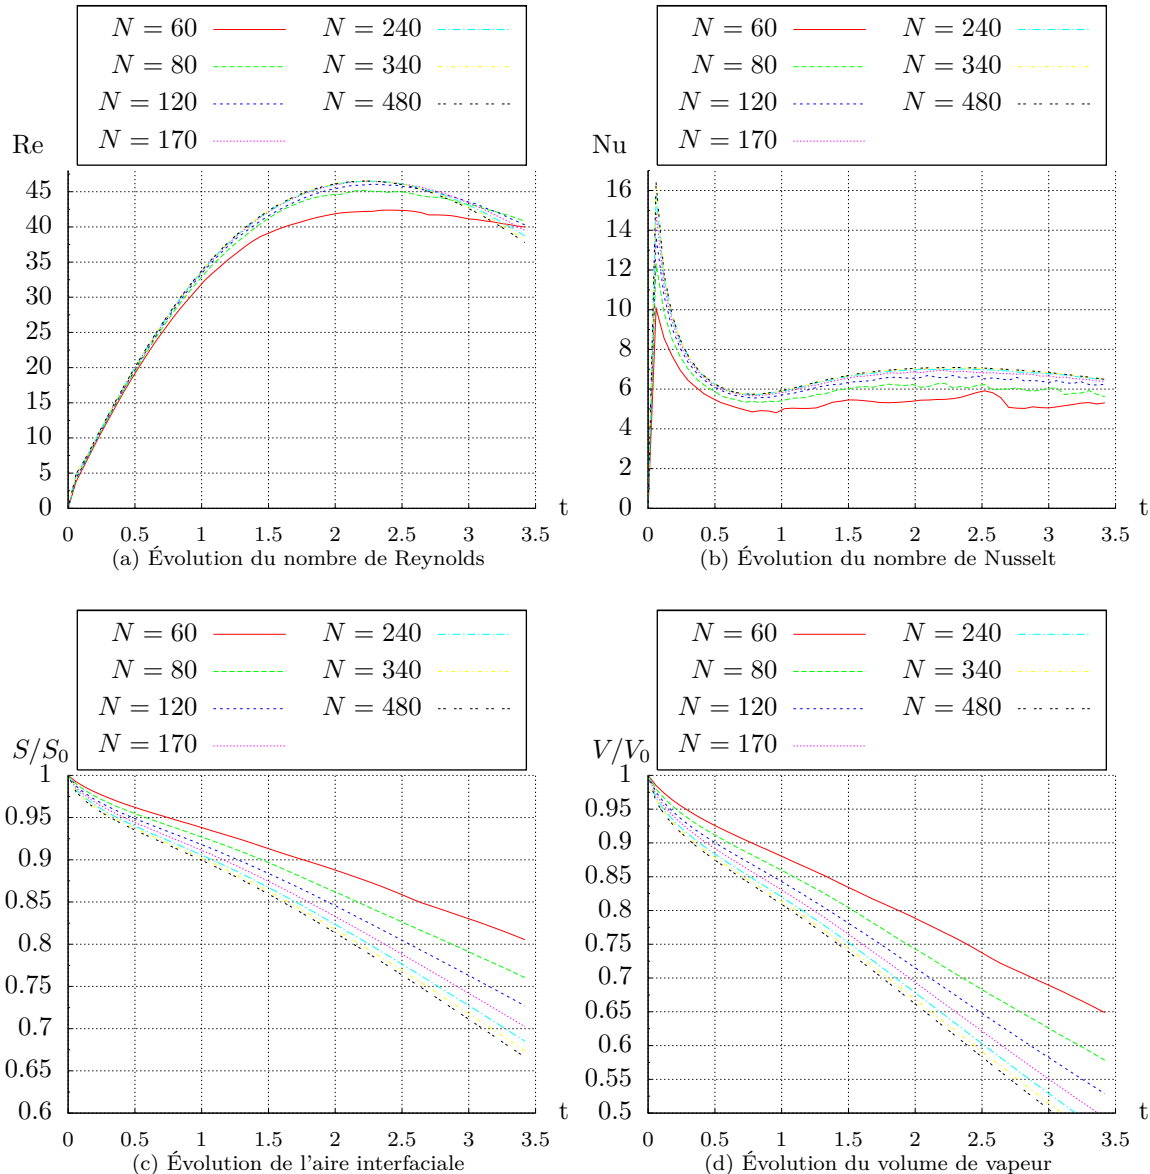 N = 60
N = 240
N = 80
N = 340
N = 120
N = 480
N = 170
Re
45
40
35
30
25
20
15
10
5
0
0 0.5 1 1.5 2 2.5 3 3.5
t
(a) Évolution du nombre de Reynolds
N = 60
N = 240
N = 80
N = 340
N = 120
N = 480
N = 170
Nu
16
14
12
10
8
6
4
2
0
0 0.5 1 1.5 2 2.5 3 3.5
t
(b) Évolution du nombre de Nusselt
N = 60
N = 240
N = 80
N = 340
N = 120
N = 480
N = 170
S/S₀
1
0.95
0.9
0.85
0.8
0.75
0.7
0.65
0.6
0 0.5 1 1.5 2 2.5 3 3.5
t
(c) Évolution de l'aire interfaciale
N = 60
N = 240
N = 80
N = 340
N = 120
N = 480
N = 170
V/V₀
1
0.95
0.9
0.85
0.8
0.75
0.7
0.65
0.6
0.55
0.5
0 0.5 1 1.5 2 2.5 3 3.5
t
(d) Évolution du volume de vapeur